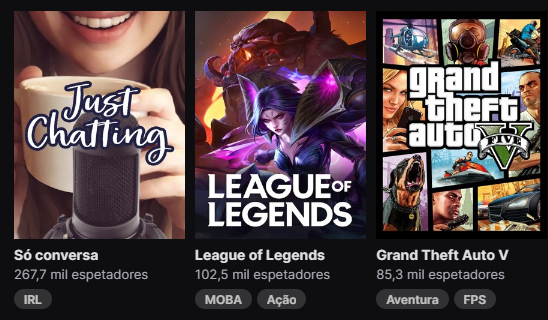 Just
Chatting
LEAGUE OF
LEGENDS
grand
theft
auto V
FIVE
Só conversa
267,7 mil espetadores
IRL
League of Legends
102,5 mil espetadores
MOBA Ação
Grand Theft Auto V
85,3 mil espetadores
Aventura FPS